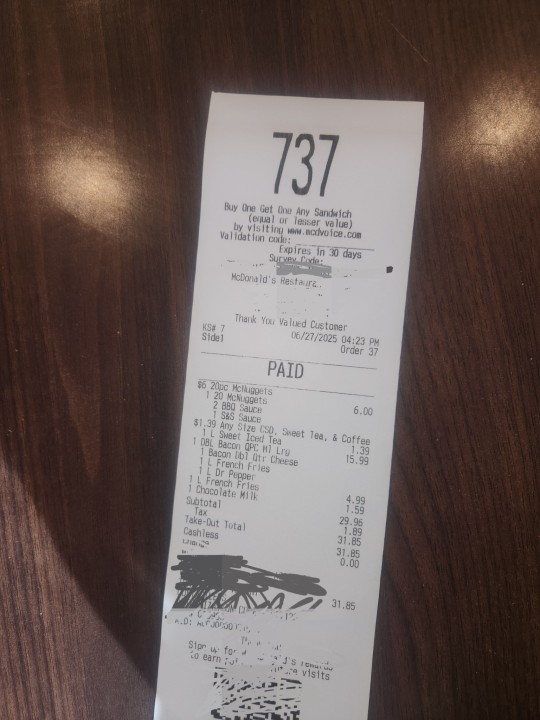 737
Buy One Get One Any Sandwich
(equal or lesser value)
by visiting www.mcdvoice.com
Validation code:
Expires in 30 days
Survey Code:
McDonald's
Thank You Valued Customer
KS# 7 06/27/2025 04:23 PM
Side1 Order 37
PAID
$6 20pc McNuggets 6.00
1 20 McNuggets
2 BBQ Sauce
1 S&S Sauce
$1.39 Any Size CSD, Sweet Tea, & Coffee 1.39
1 L Sweet Iced Tea
1 DBL Bacon QPC Ml Lrg 15.99
1 Bacon Dbl Qtr Cheese
1 L French Fries
1 L Dr Pepper
1 L French Fries 4.99
1 Chocolate Milk 1.59
Subtotal 29.96
Tax 1.89
Take-Out Total 31.85
Cashless 31.85
0.00
31.85
Sign up for
to earn visits